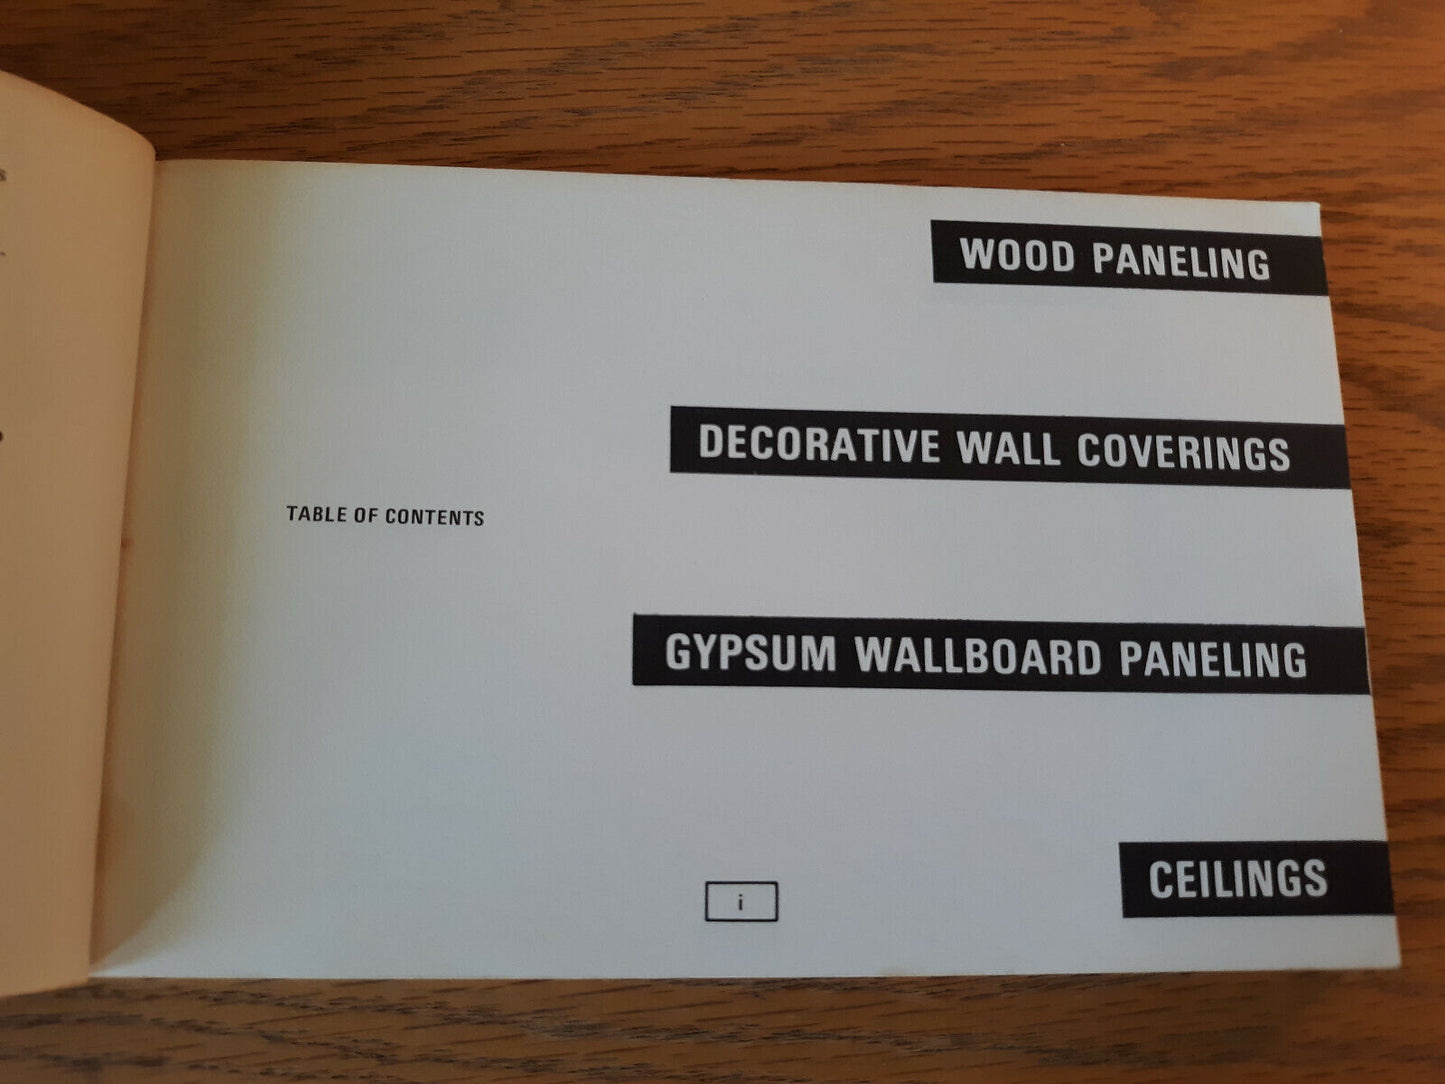 WOOD PANELING
DECORATIVE WALL COVERINGS
TABLE OF CONTENTS
GYPSUM WALLBOARD PANELING
CEILINGS
i